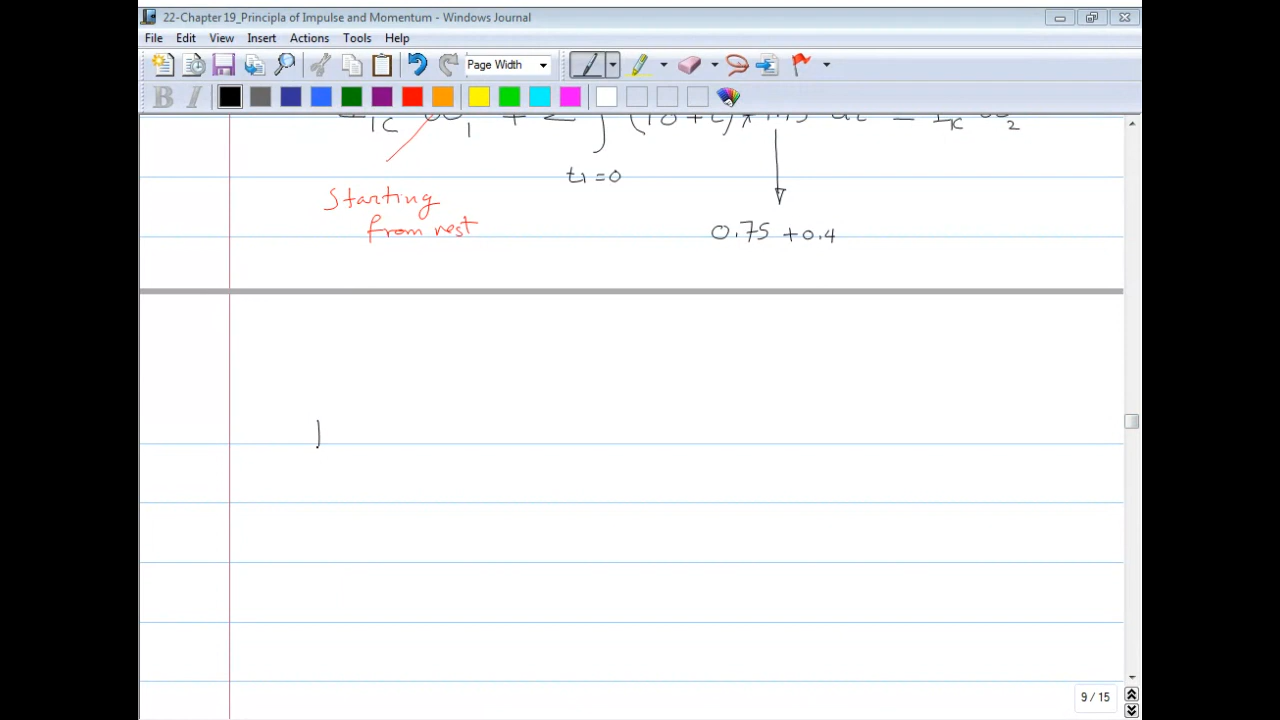 22-Chapter 19_Principla of Impulse and Momentum - Windows Journal
File Edit View Insert Actions Tools Help
Page Width
B I
t₁ = 0
Starting
from rest
0.75 + 0.4
9 / 15